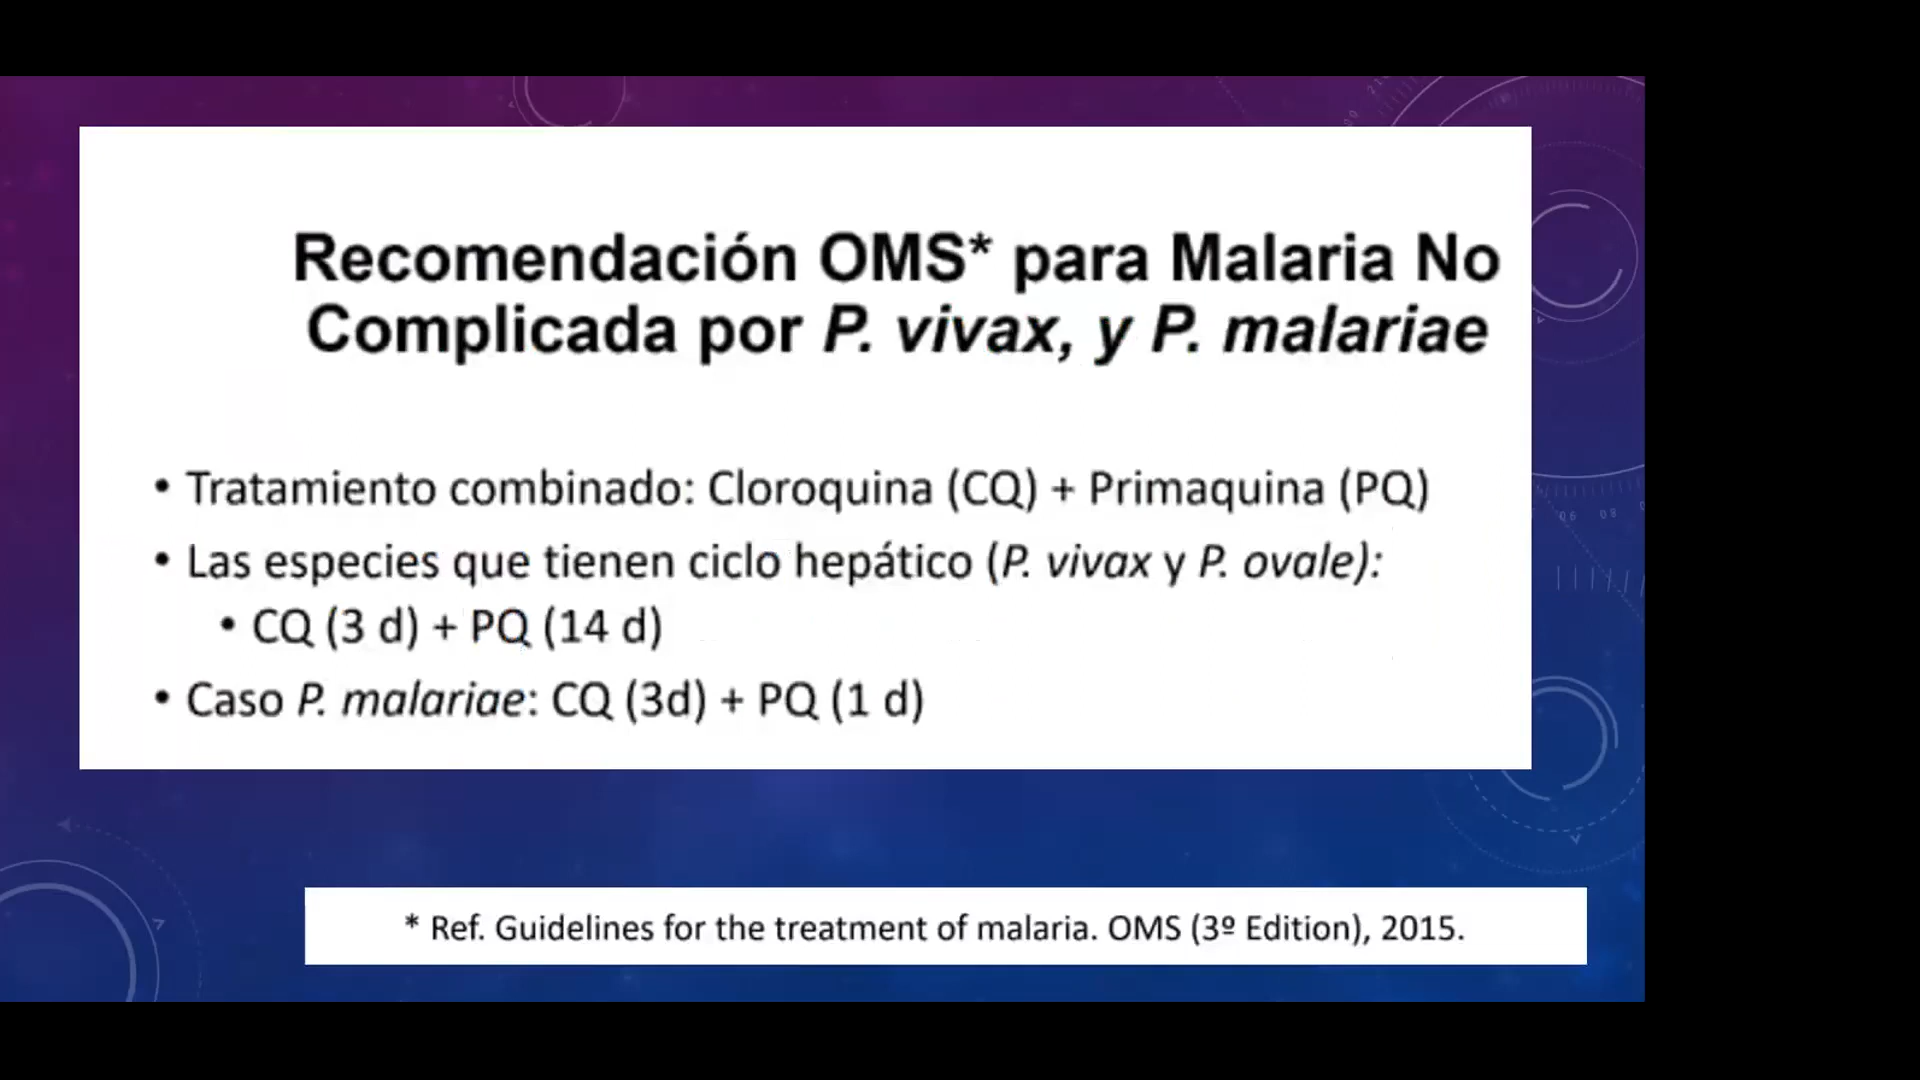 Recomendación OMS* para Malaria No
Complicada por P. vivax, y P. malariae
• Tratamiento combinado: Cloroquina (CQ) + Primaquina (PQ)
• Las especies que tienen ciclo hepático (P. vivax y P. ovale):
• CQ (3 d) + PQ (14 d)
• Caso P. malariae: CQ (3d) + PQ (1 d)
* Ref. Guidelines for the treatment of malaria. OMS (3º Edition), 2015.